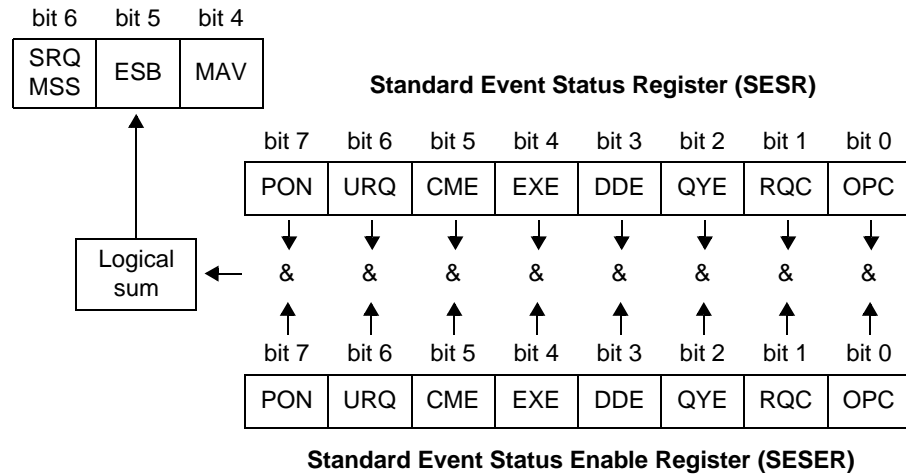 bit 6 bit 5 bit 4
SRQ
MSS ESB MAV
Standard Event Status Register (SESR)
bit 7 bit 6 bit 5 bit 4 bit 3 bit 2 bit 1 bit 0
PON URQ CME EXE DDE QYE RQC OPC
Logical
sum
& & & & & & & &
bit 7 bit 6 bit 5 bit 4 bit 3 bit 2 bit 1 bit 0
PON URQ CME EXE DDE QYE RQC OPC
Standard Event Status Enable Register (SESER)